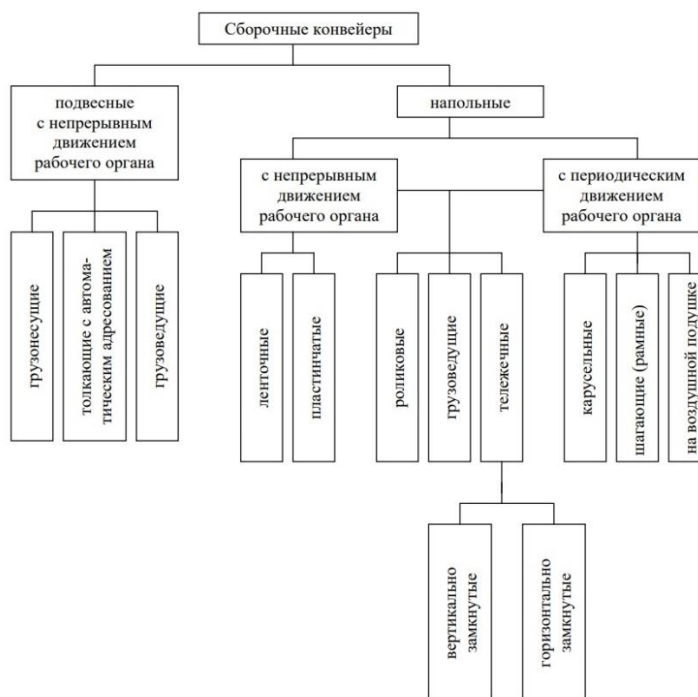 Сборочные конвейеры
подвесные
с непрерывным
движением
рабочего органа
напольные
с непрерывным
движением
рабочего органа
с периодическим
движением
рабочего органа
грузонесущие
толкающие с автома-
тическим адресованием
грузоведущие
ленточные
пластинчатые
роликовые
грузоведущие
тележечные
карусельные
шагающие (рамные)
на воздушной подушке
вертикально
замкнутые
горизонтально
замкнутые